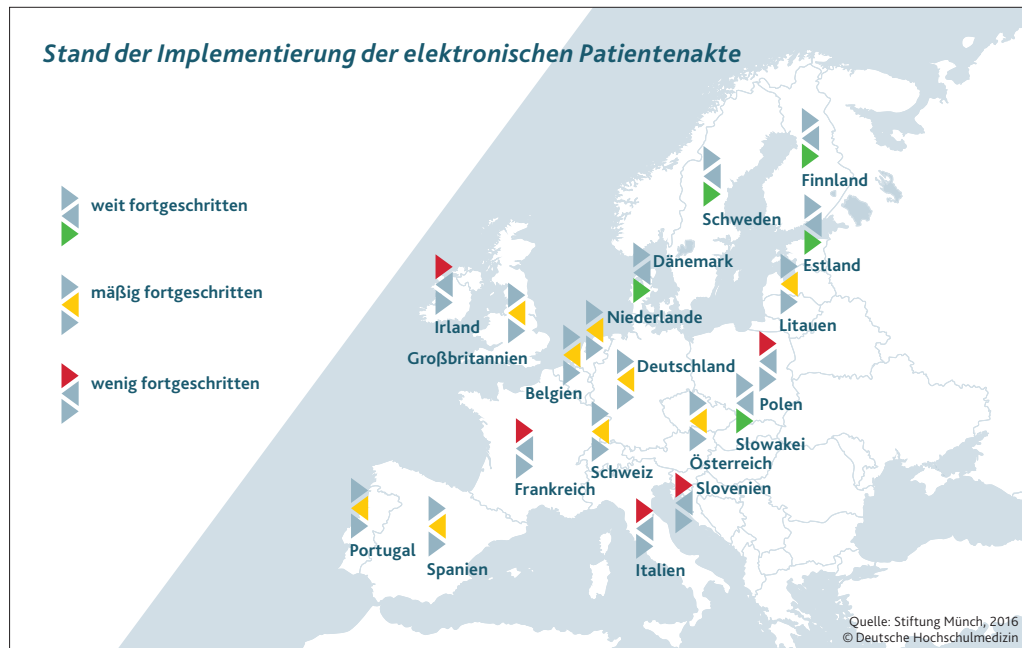 Stand der Implementierung der elektronischen Patientenakte
weit fortgeschritten
mäßig fortgeschritten
wenig fortgeschritten
Finnland
Schweden
Estland
Dänemark
Litauen
Irland
Niederlande
Großbritannien
Deutschland
Belgien
Polen
Slowakei
Österreich
Schweiz
Frankreich
Slovenien
Portugal
Spanien
Italien
Quelle: Stiftung Münch, 2016
© Deutsche Hochschulmedizin